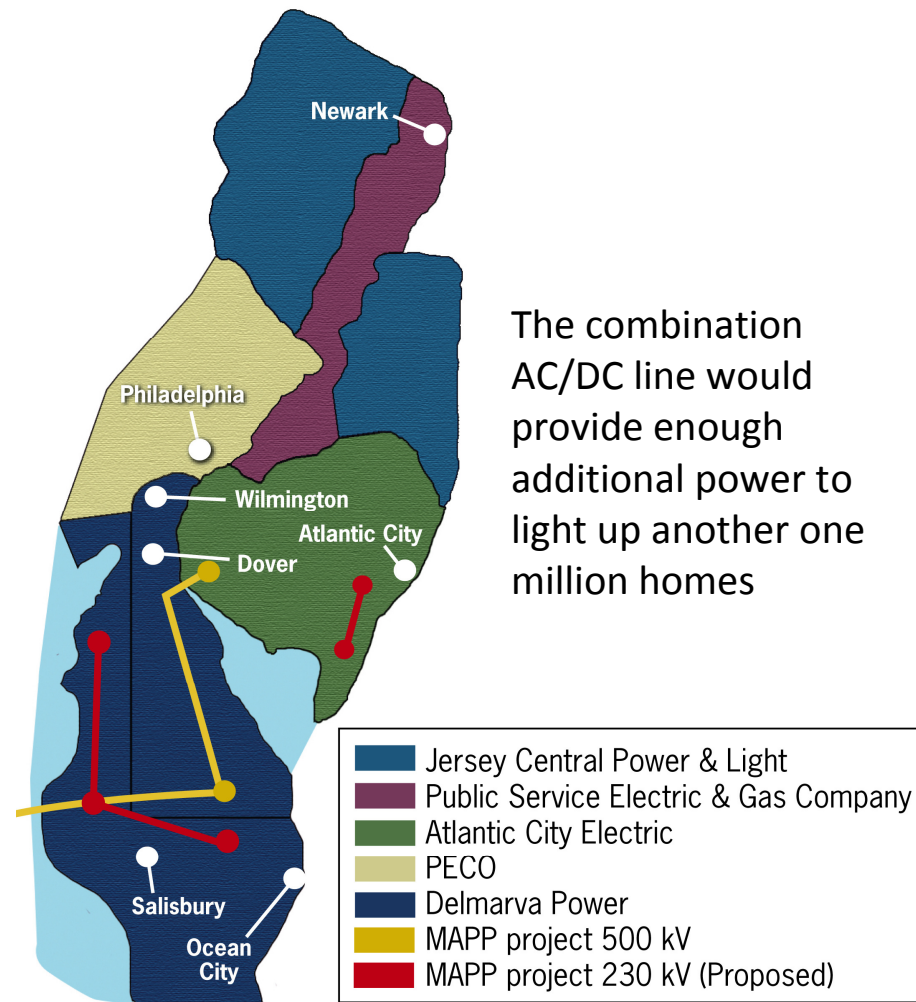 Newark
The combination
AC/DC line would
provide enough
additional power to
light up another one
million homes
Philadelphia
Wilmington
Atlantic City
Dover
Salisbury
Ocean
City
Jersey Central Power & Light
Public Service Electric & Gas Company
Atlantic City Electric
PECO
Delmarva Power
MAPP project 500 kV
MAPP project 230 kV (Proposed)